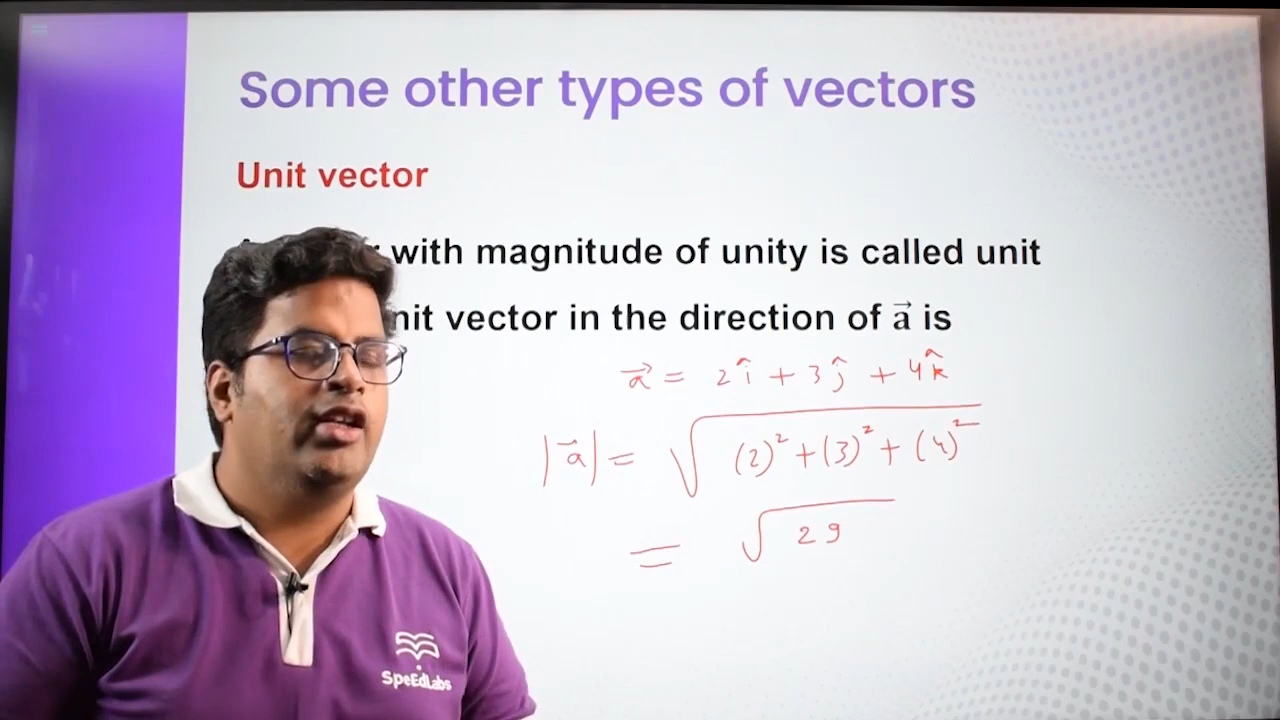 Some other types of vectors
Unit vector
with magnitude of unity is called unit
vector in the direction of a⃗ is
a⃗ = 2î + 3ĵ + 4k̂
|a⃗| = √((2)² + (3)² + (4)²)
= √29
SpeEdLabs